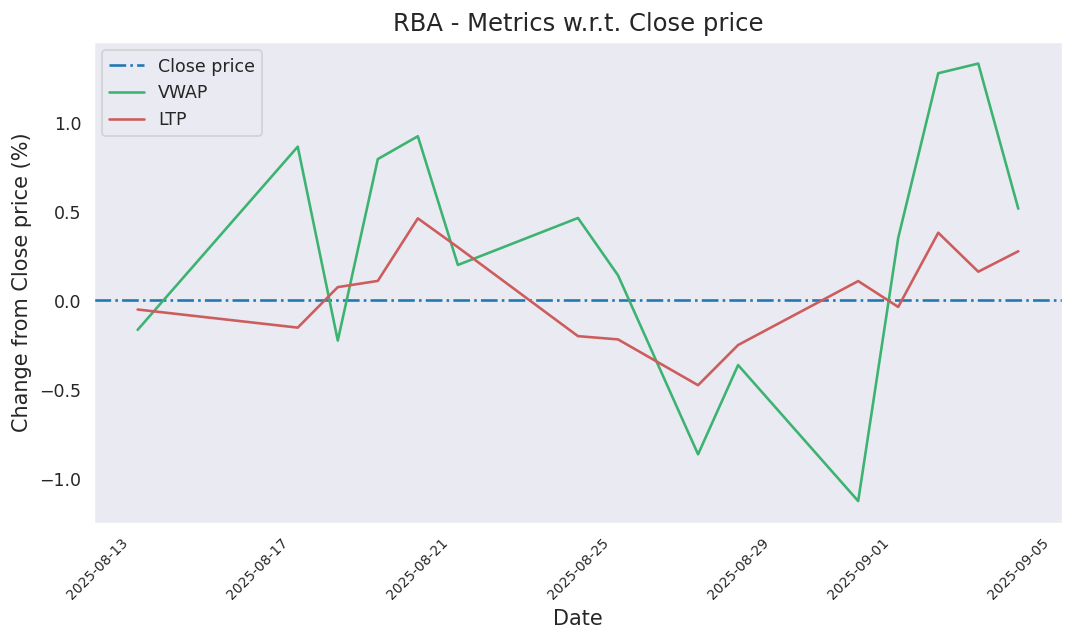 RBA - Metrics w.r.t. Close price
Close price
VWAP
LTP
Change from Close price (%)
1.0
0.5
0.0
−0.5
−1.0
2025-08-13
2025-08-17
2025-08-21
2025-08-25
2025-08-29
2025-09-01
2025-09-05
Date